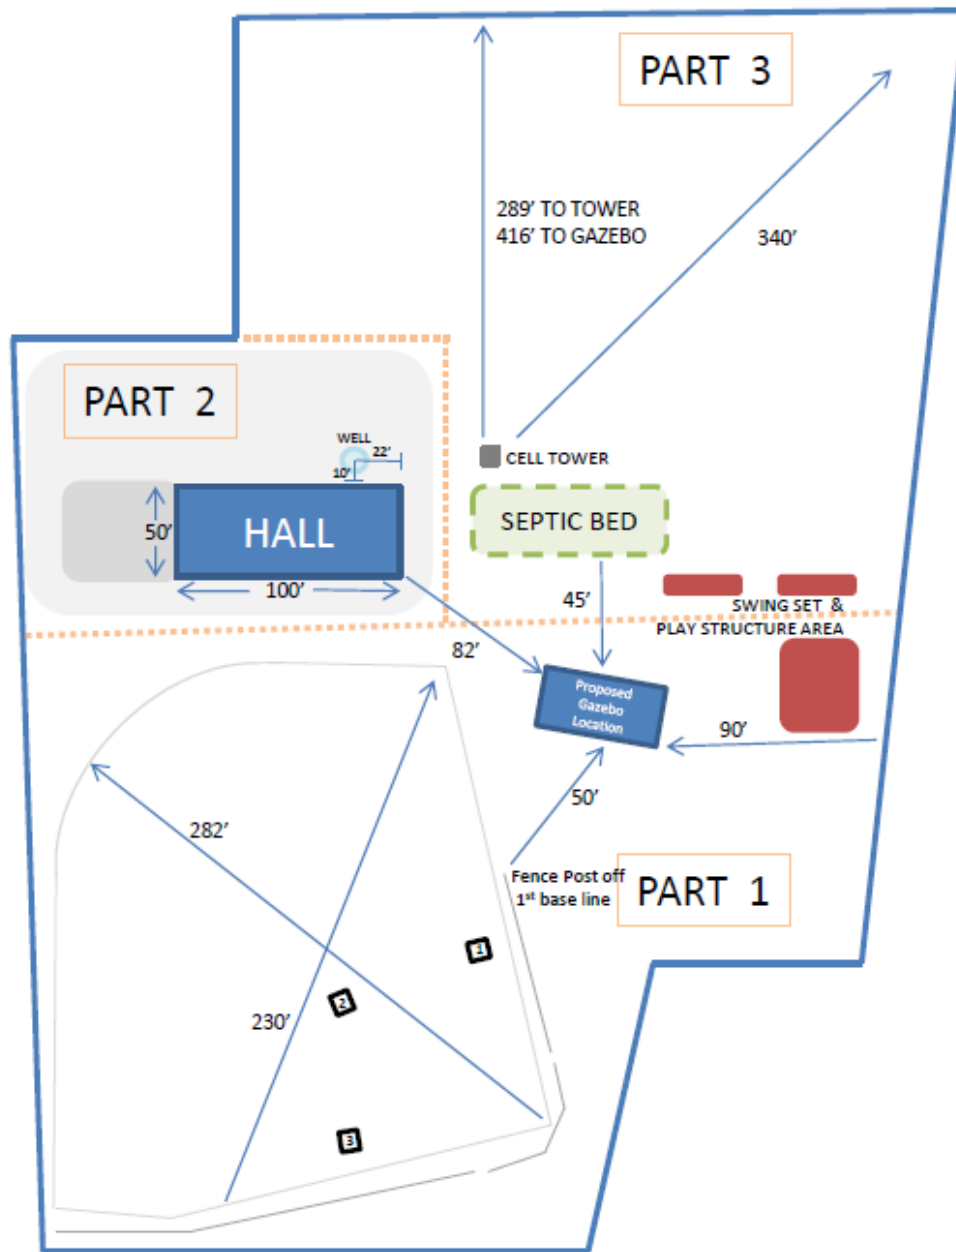 PART 3
289’ TO TOWER
416’ TO GAZEBO
340’
PART 2
WELL
22’
10’
CELL TOWER
50’
HALL
SEPTIC BED
100’
45’
SWING SET &
PLAY STRUCTURE AREA
82’
Proposed
Gazebo
Location
90’
50’
282’
Fence Post off
1st base line
PART 1
1
2
230’
3